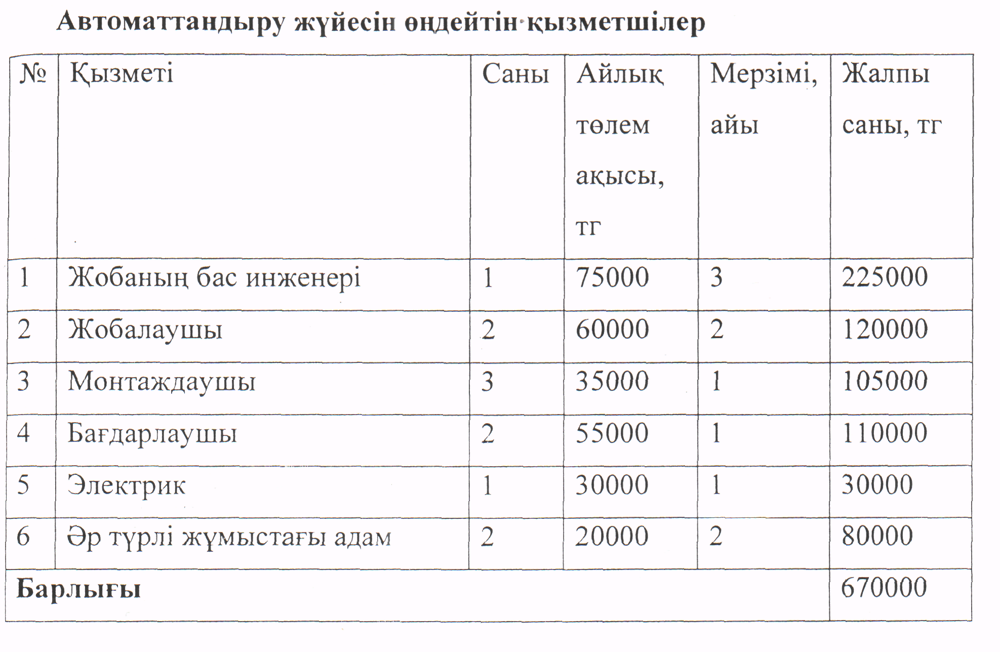 Автоматтандыру жүйесін өңдейтін қызметшілер
№ Қызметі Саны Айлық Мерзімі, Жалпы
төлем айы саны, тг
ақысы,
тг
1 Жобаның бас инженері 1 75000 3 225000
2 Жобалаушы 2 60000 2 120000
3 Монтаждаушы 3 35000 1 105000
4 Бағдарлаушы 2 55000 1 110000
5 Электрик 1 30000 1 30000
6 Әр түрлі жұмыстағы адам 2 20000 2 80000
Барлығы 670000